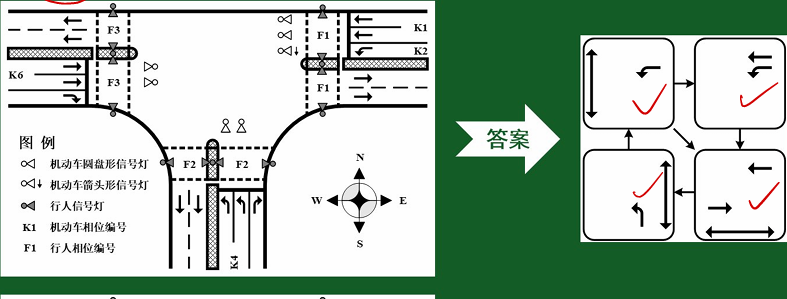 F3
F1
K1
K2
K6
F3
F1
图 例
机动车圆盘形信号灯
机动车箭头形信号灯
行人信号灯
K1 机动车相位编号
F1 行人相位编号
F2
F2
K4
N
W
E
S
答案